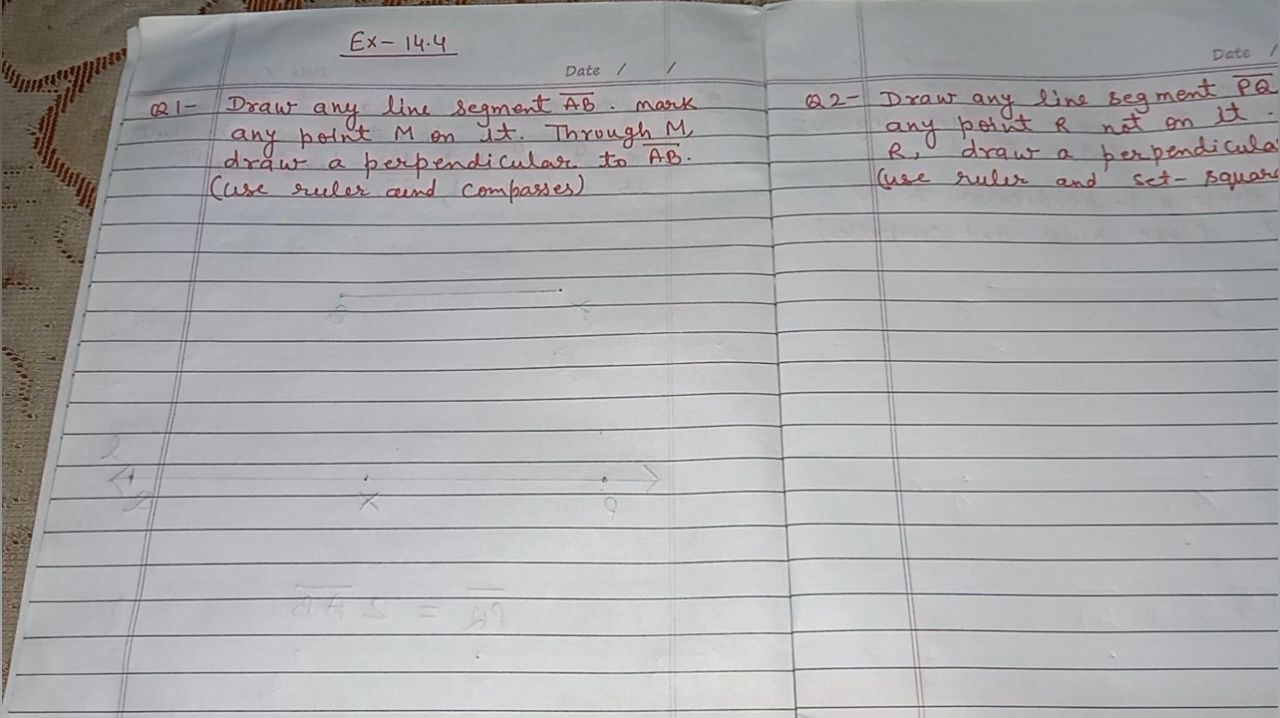 Ex- 14.4
Date / /
Q1- Draw any line segment AB. Mark
any point M on it. Through M,
draw a perpendicular to AB.
(use ruler and compasses)
Date /
Q2- Draw any line segment PQ
any point R not on it.
R, draw a perpendicula
(use ruler and set-squar